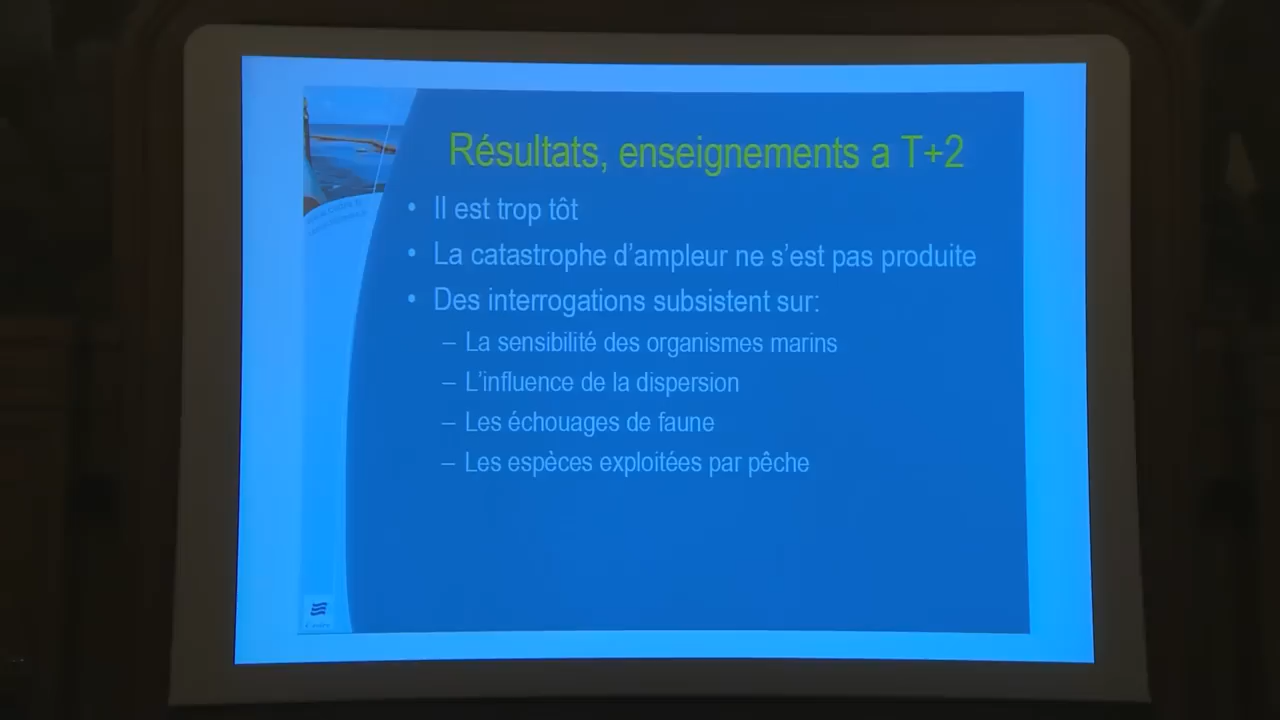 Résultats, enseignements a T+2
• Il est trop tôt
• La catastrophe d'ampleur ne s'est pas produite
• Des interrogations subsistent sur:
– La sensibilité des organismes marins
– L'influence de la dispersion
– Les échouages de faune
– Les espèces exploitées par pêche